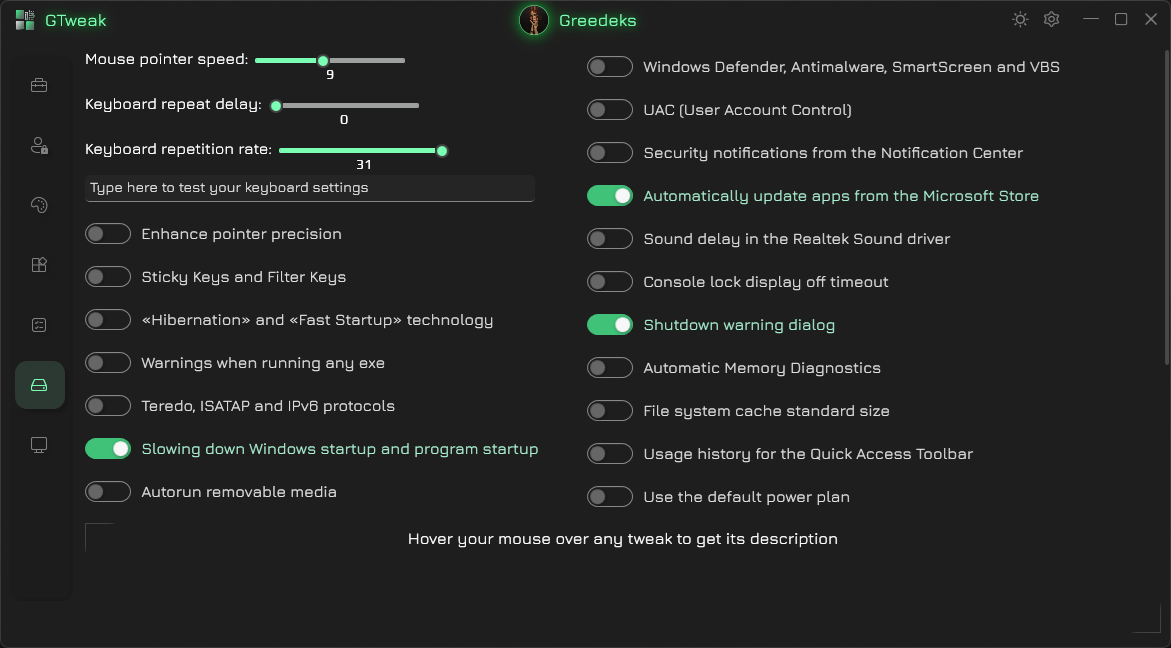 GTweak
Greedeks
Mouse pointer speed:
9
Keyboard repeat delay:
0
Keyboard repetition rate:
31
Type here to test your keyboard settings
Enhance pointer precision
Sticky Keys and Filter Keys
«Hibernation» and «Fast Startup» technology
Warnings when running any exe
Teredo, ISATAP and IPv6 protocols
Slowing down Windows startup and program startup
Autorun removable media
Windows Defender, Antimalware, SmartScreen and VBS
UAC (User Account Control)
Security notifications from the Notification Center
Automatically update apps from the Microsoft Store
Sound delay in the Realtek Sound driver
Console lock display off timeout
Shutdown warning dialog
Automatic Memory Diagnostics
File system cache standard size
Usage history for the Quick Access Toolbar
Use the default power plan
Hover your mouse over any tweak to get its description